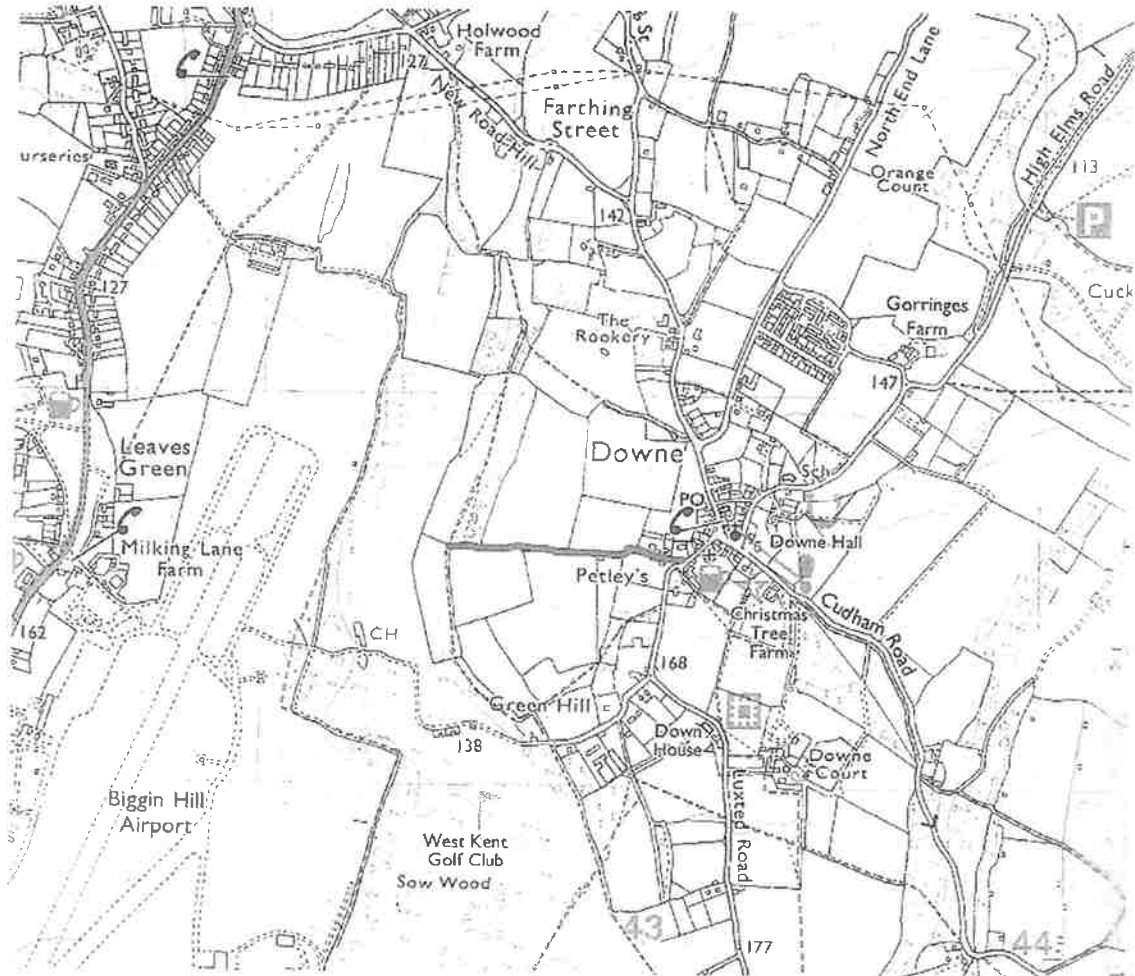 Holwood
Farm
127
New Road Hill
St
Farthing
Street
North End Lane
High Elms Road
113
P
urseries
Orange
Court
142
127
Cuck
Gorringes
Farm
The
Rookery
147
Leaves
Green
Downe
Sch
PO
Downe Hall
Milking Lane
Farm
Petley's
Christmas
Tree
Farm
Cudham Road
162
CH
168
Green Hill
138
Down
House
Downe
Court
Luxted Road
Biggin Hill
Airport
West Kent
Golf Club
Sow Wood
43
177
44